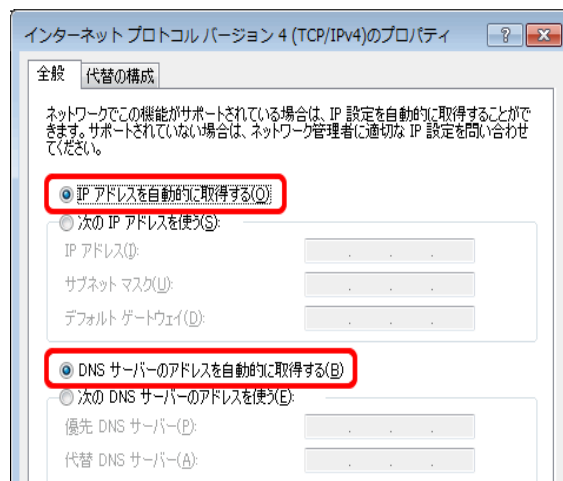 インターネット プロトコル バージョン 4 (TCP/IPv4)のプロパティ
全般 代替の構成
ネットワークでこの機能がサポートされている場合は、IP 設定を自動的に取得することがで
きます。サポートされていない場合は、ネットワーク管理者に適切な IP 設定を問い合わせ
てください。
IP アドレスを自動的に取得する(O)
次の IP アドレスを使う(S):
IP アドレス(I):
サブネット マスク(U):
デフォルト ゲートウェイ(D):
DNS サーバーのアドレスを自動的に取得する(B)
次の DNS サーバーのアドレスを使う(E):
優先 DNS サーバー(P):
代替 DNS サーバー(A):